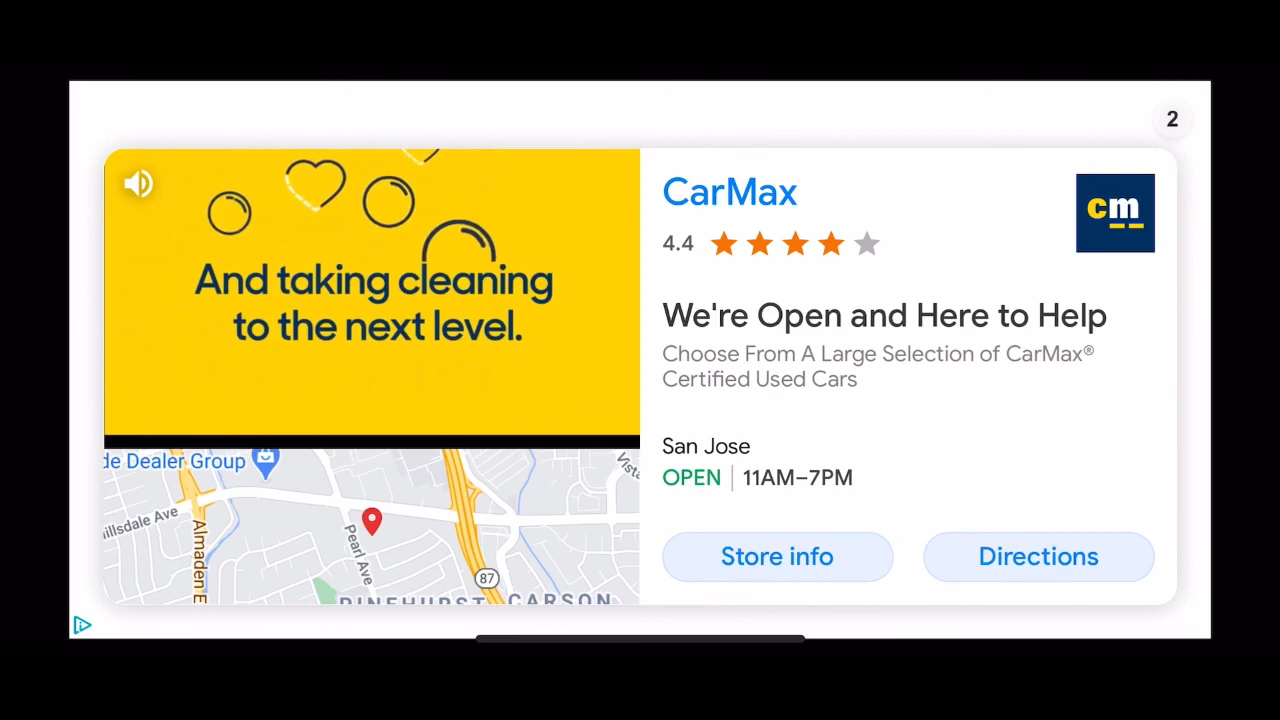 2
And taking cleaning
to the next level.
CarMax
cm
4.4
We're Open and Here to Help
Choose From A Large Selection of CarMax®
Certified Used Cars
San Jose
OPEN | 11AM–7PM
Store info
Directions
de Dealer Group
illsdale Ave
Almaden E
Pearl Ave
Vista
87
PINEHURST
CARSON